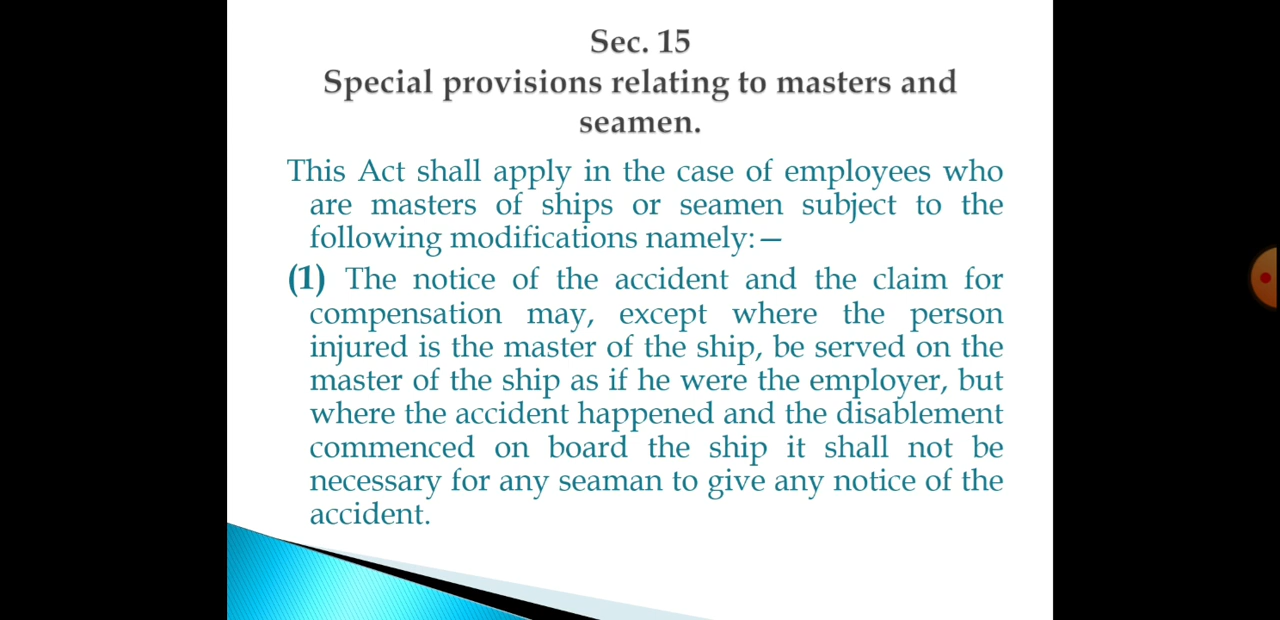 Sec. 15
Special provisions relating to masters and
seamen.
This Act shall apply in the case of employees who
are masters of ships or seamen subject to the
following modifications namely:—
(1) The notice of the accident and the claim for
compensation may, except where the person
injured is the master of the ship, be served on the
master of the ship as if he were the employer, but
where the accident happened and the disablement
commenced on board the ship it shall not be
necessary for any seaman to give any notice of the
accident.